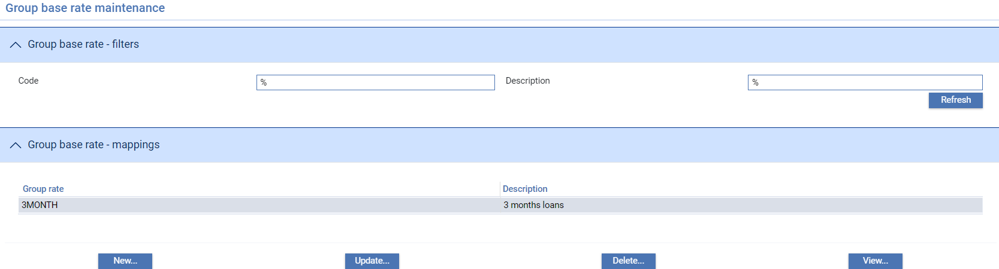 Group base rate maintenance
Group base rate - filters
Code % Description %
Refresh
Group base rate - mappings
Group rate Description
3MONTH 3 months loans
New... Update... Delete... View...